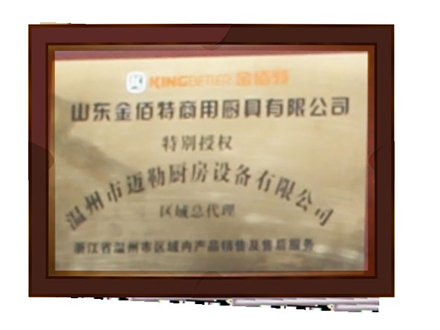 KINGBETTER 金佰特
山东金佰特商用厨具有限公司
特别授权
温州市迈勒厨房设备有限公司
区域总代理
浙江省温州市区域内产品销售及售后服务